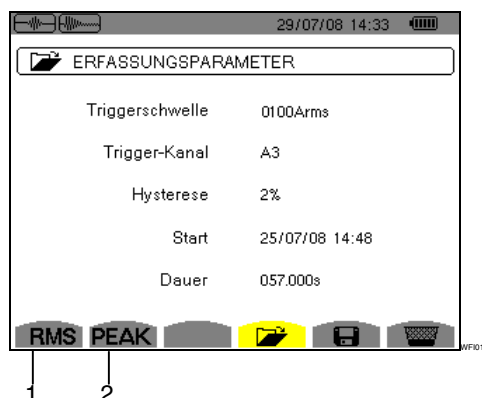 29/07/08 14:33
ERFASSUNGSPARAMETER
Triggerschwelle 0100Arms
Trigger-Kanal A3
Hysterese 2%
Start 25/07/08 14:48
Dauer 057.000s
RMS PEAK
WFI01
1 2